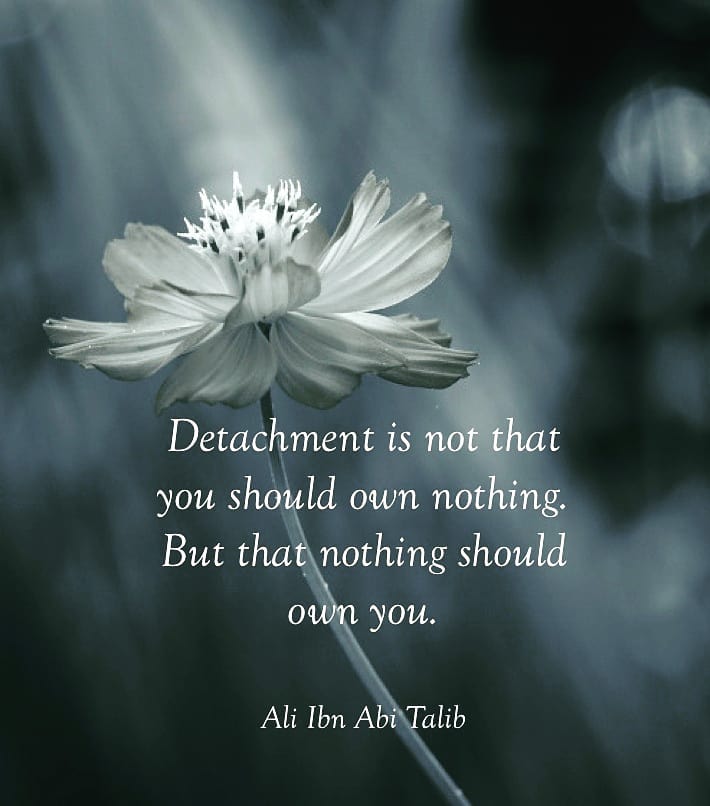 Detachment is not that
you should own nothing.
But that nothing should
own you.
Ali Ibn Abi Talib